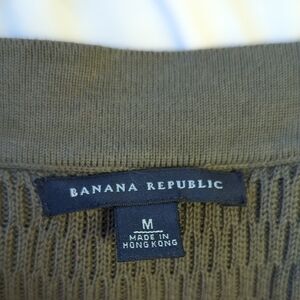 BANANA REPUBLIC
M
MADE IN
HONG KONG